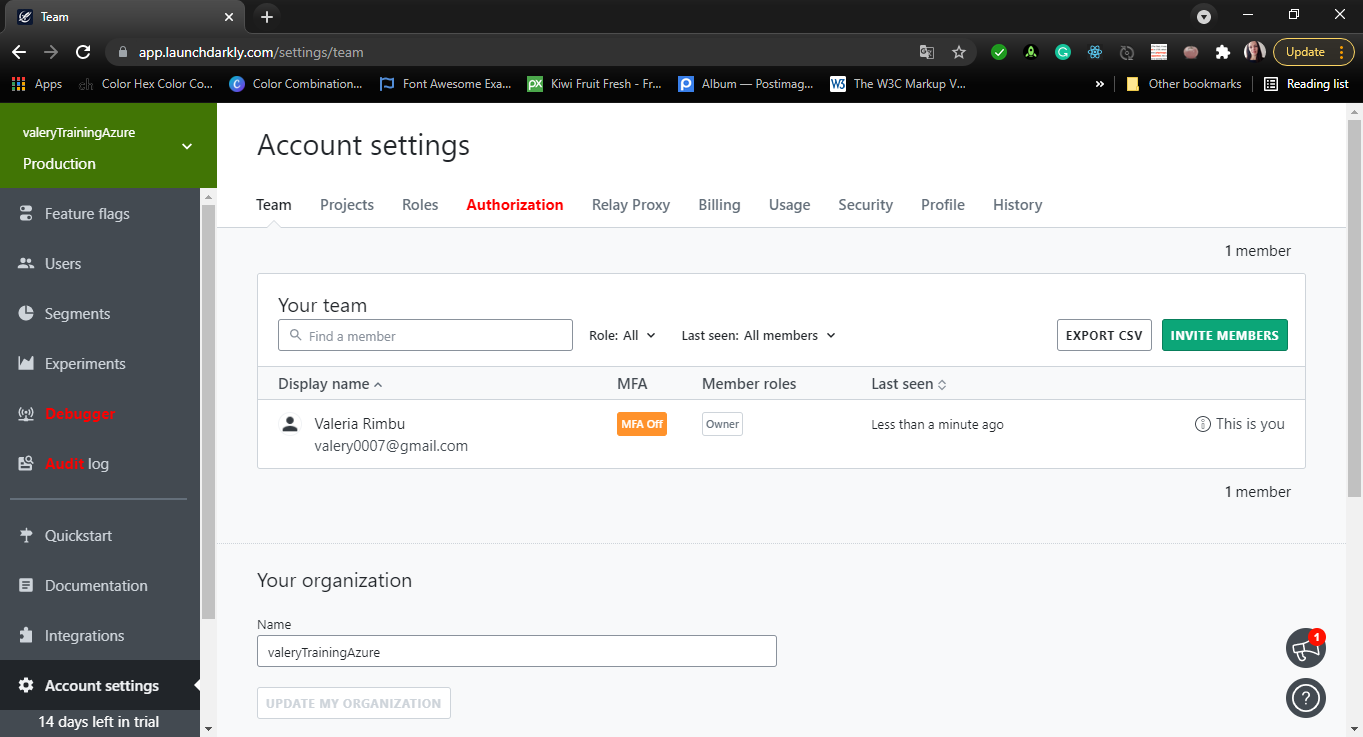 Team
app.launchdarkly.com/settings/team
Update
Apps
Color Hex Color Co...
Color Combination...
Font Awesome Exa...
Kiwi Fruit Fresh - Fr...
Album — Postimag...
The W3C Markup V...
»
Other bookmarks
Reading list
valeryTrainingAzure
Production
Feature flags
Users
Segments
Experiments
Debugger
Audit log
Quickstart
Documentation
Integrations
Account settings
14 days left in trial
Account settings
Team Projects Roles Authorization Relay Proxy Billing Usage Security Profile History
1 member
Your team
Find a member
Role: All
Last seen: All members
EXPORT CSV
INVITE MEMBERS
Display name MFA Member roles Last seen
Valeria Rimbu MFA Off Owner Less than a minute ago This is you
valery0007@gmail.com
1 member
Your organization
Name
valeryTrainingAzure
UPDATE MY ORGANIZATION
1
?